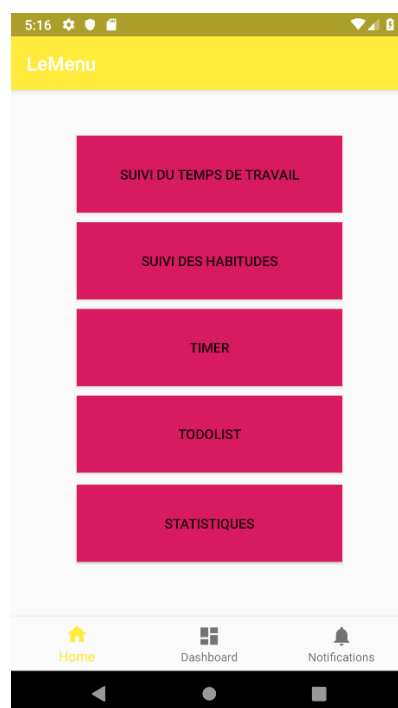 5:16
LeMenu
SUIVI DU TEMPS DE TRAVAIL
SUIVI DES HABITUDES
TIMER
TODOLIST
STATISTIQUES
Home
Dashboard
Notifications